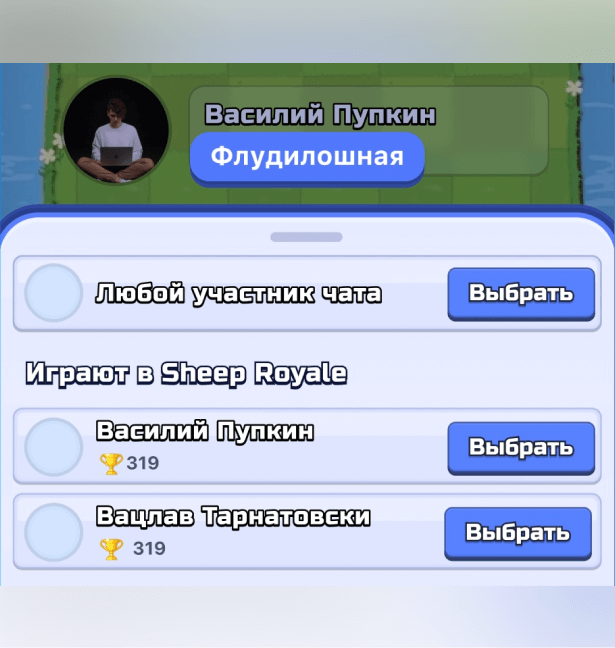 Василий Пупкин
Флудилошная
Любой участник чата
Выбрать
Играют в Sheep Royale
Василий Пупкин
319
Выбрать
Вацлав Тарнатовски
319
Выбрать